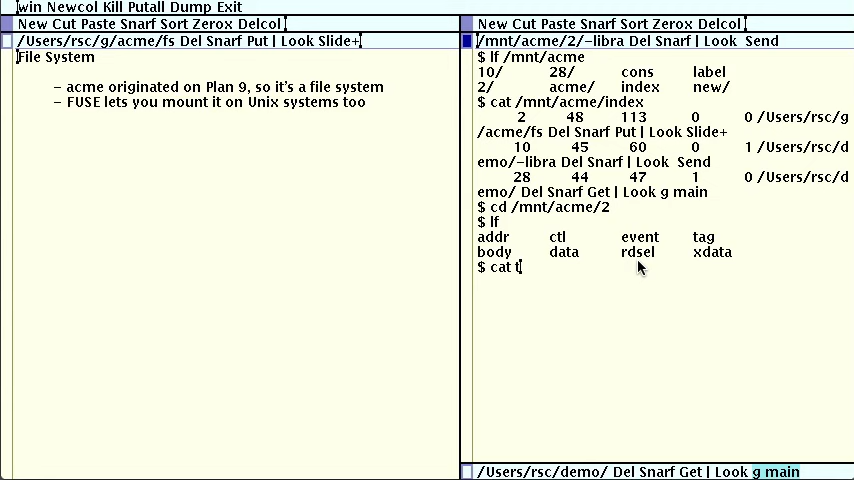 win Newcol Kill Putall Dump Exit
New Cut Paste Snarf Sort Zerox Delcol
/Users/rsc/g/acme/fs Del Snarf Put | Look Slide+
File System
– acme originated on Plan 9, so it's a file system
– FUSE lets you mount it on Unix systems too
New Cut Paste Snarf Sort Zerox Delcol
/mnt/acme/2/–libra Del Snarf | Look Send
$ lf /mnt/acme
10/ 28/ cons label
2/ acme/ index new/
$ cat /mnt/acme/index
2 48 113 0 0 /Users/rsc/g
/acme/fs Del Snarf Put | Look Slide+
10 45 60 0 1 /Users/rsc/d
emo/–libra Del Snarf | Look Send
28 44 47 1 0 /Users/rsc/d
emo/ Del Snarf Get | Look g main
$ cd /mnt/acme/2
$ lf
addr ctl event tag
body data rdsel xdata
$ cat t
/Users/rsc/demo/ Del Snarf Get | Look g main